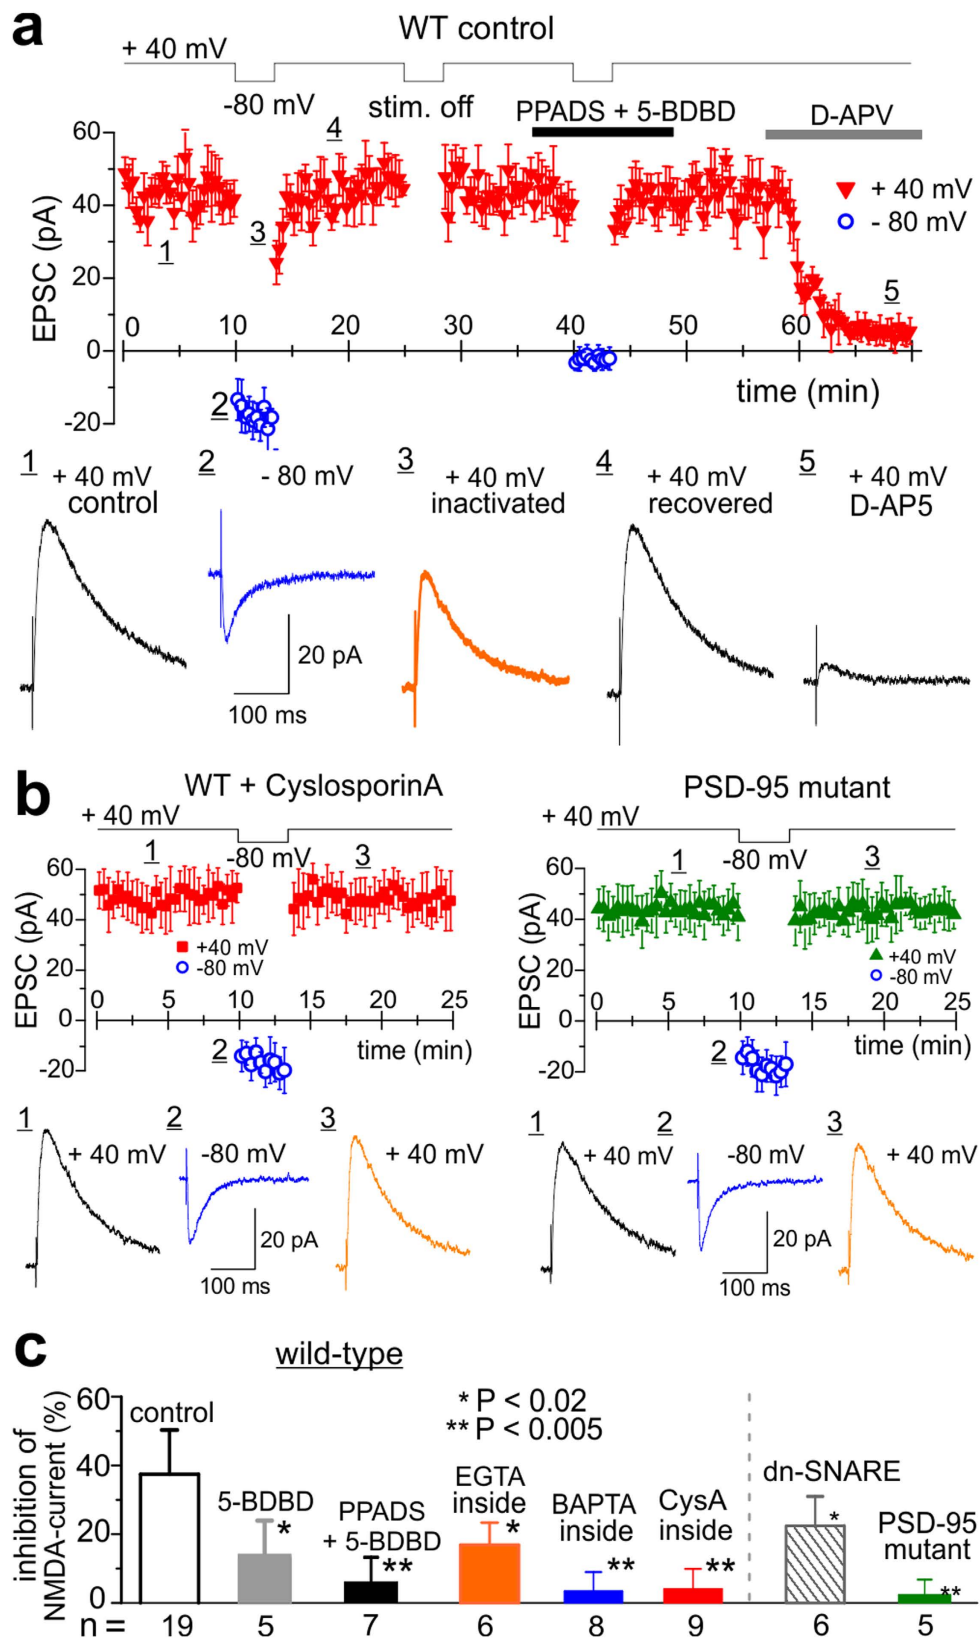 a
WT control
+ 40 mV
-80 mV
stim. off
PPADS + 5-BDBD
D-APV
60
40
20
0
-20
EPSC (pA)
1
2
3
4
5
+ 40 mV
- 80 mV
0 10 20 30 40 50 60
time (min)
1 + 40 mV control
2 - 80 mV
3 + 40 mV inactivated
4 + 40 mV recovered
5 + 40 mV D-AP5
20 pA
100 ms
b
WT + CyslosporinA
+ 40 mV
-80 mV
60
40
20
0
-20
EPSC (pA)
1
2
3
+40 mV
-80 mV
0 5 10 15 20 25
time (min)
1 + 40 mV
2 -80 mV
3 + 40 mV
20 pA
100 ms
PSD-95 mutant
+ 40 mV
-80 mV
60
40
20
0
-20
EPSC (pA)
1
2
3
+40 mV
-80 mV
0 5 10 15 20 25
time (min)
1 + 40 mV
2 -80 mV
3 + 40 mV
20 pA
100 ms
c
wild-type
* P < 0.02
** P < 0.005
inhibition of
NMDA-current (%)
60
40
20
0
control
5-BDBD
*
PPADS
+ 5-BDBD
**
EGTA
inside
*
BAPTA
inside
**
CysA
inside
**
dn-SNARE
*
PSD-95
mutant
**
n = 19 5 7 6 8 9 6 5